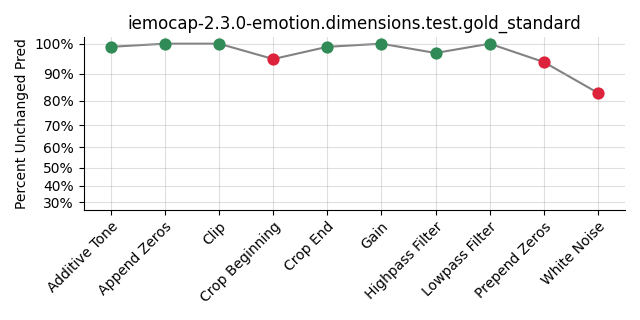 iemocap-2.3.0-emotion.dimensions.test.gold_standard
Percent Unchanged Pred
100%
90%
80%
70%
60%
50%
40%
30%
Additive Tone
Append Zeros
Clip
Crop Beginning
Crop End
Gain
Highpass Filter
Lowpass Filter
Prepend Zeros
White Noise